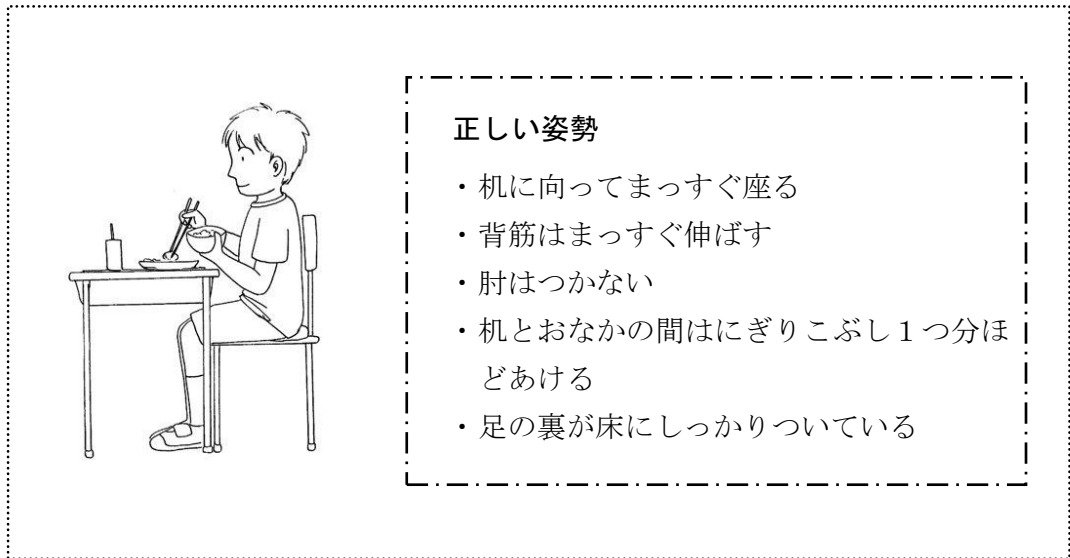 正しい姿勢
・机に向ってまっすぐ座る
・背筋はまっすぐ伸ばす
・肘はつかない
・机とおなかの間はにぎりこぶし１つ分ほ
どあける
・足の裏が床にしっかりついている